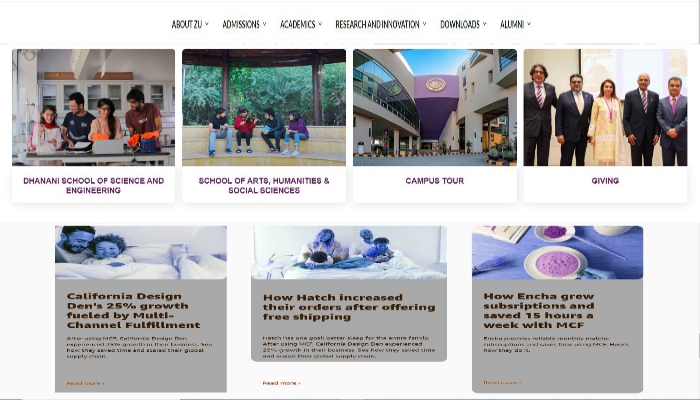 ABOUT ZU ADMISSIONS ACADEMICS RESEARCH AND INNOVATION DOWNLOADS ALUMNI
DHANANI SCHOOL OF SCIENCE AND
ENGINEERING
SCHOOL OF ARTS, HUMANITIES &
SOCIAL SCIENCES
CAMPUS TOUR
GIVING
California Design
Den's 25% growth
fueled by Multi-
Channel Fulfillment
After using MCF, California Design Den
experienced 25% growth in their business. See
how they saved time and scaled their global
supply chain.
Read more ›
How Hatch increased
their orders after offering
free shipping
Hatch has one goal: better sleep for the entire family.
After using MCF, California Design Den experienced
25% growth in their business. See how they saved time
and scaled their global supply chain.
Read more ›
How Encha grew
subsriptions and
saved 15 hours a
week with MCF
Encha provides reliable monthly matcha
subscriptions and saves time using MCF. Here's
how they do it.
Read more ›